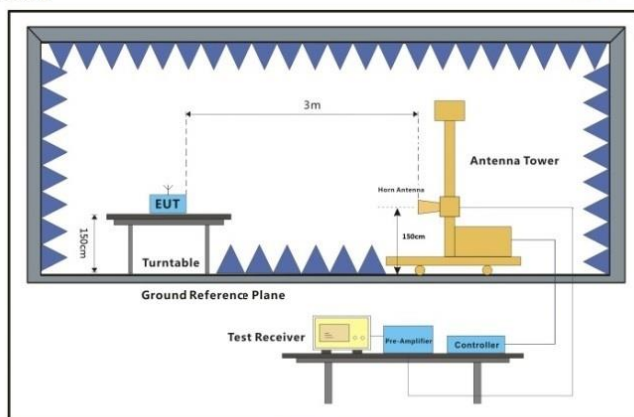 3m
Antenna Tower
Horn Antenna
EUT
150cm
150cm
Turntable
Ground Reference Plane
Test Receiver
Pre-Amplifier
Controller